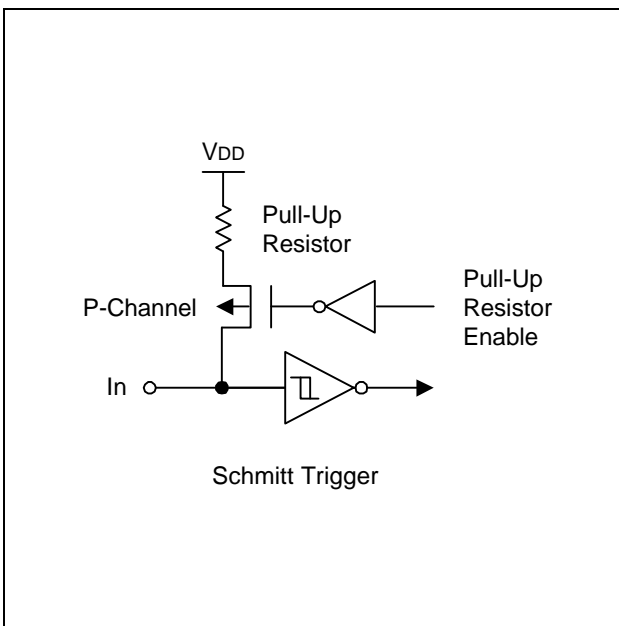 VDD
Pull-Up
Resistor
P-Channel
Pull-Up
Resistor
Enable
In
Schmitt Trigger